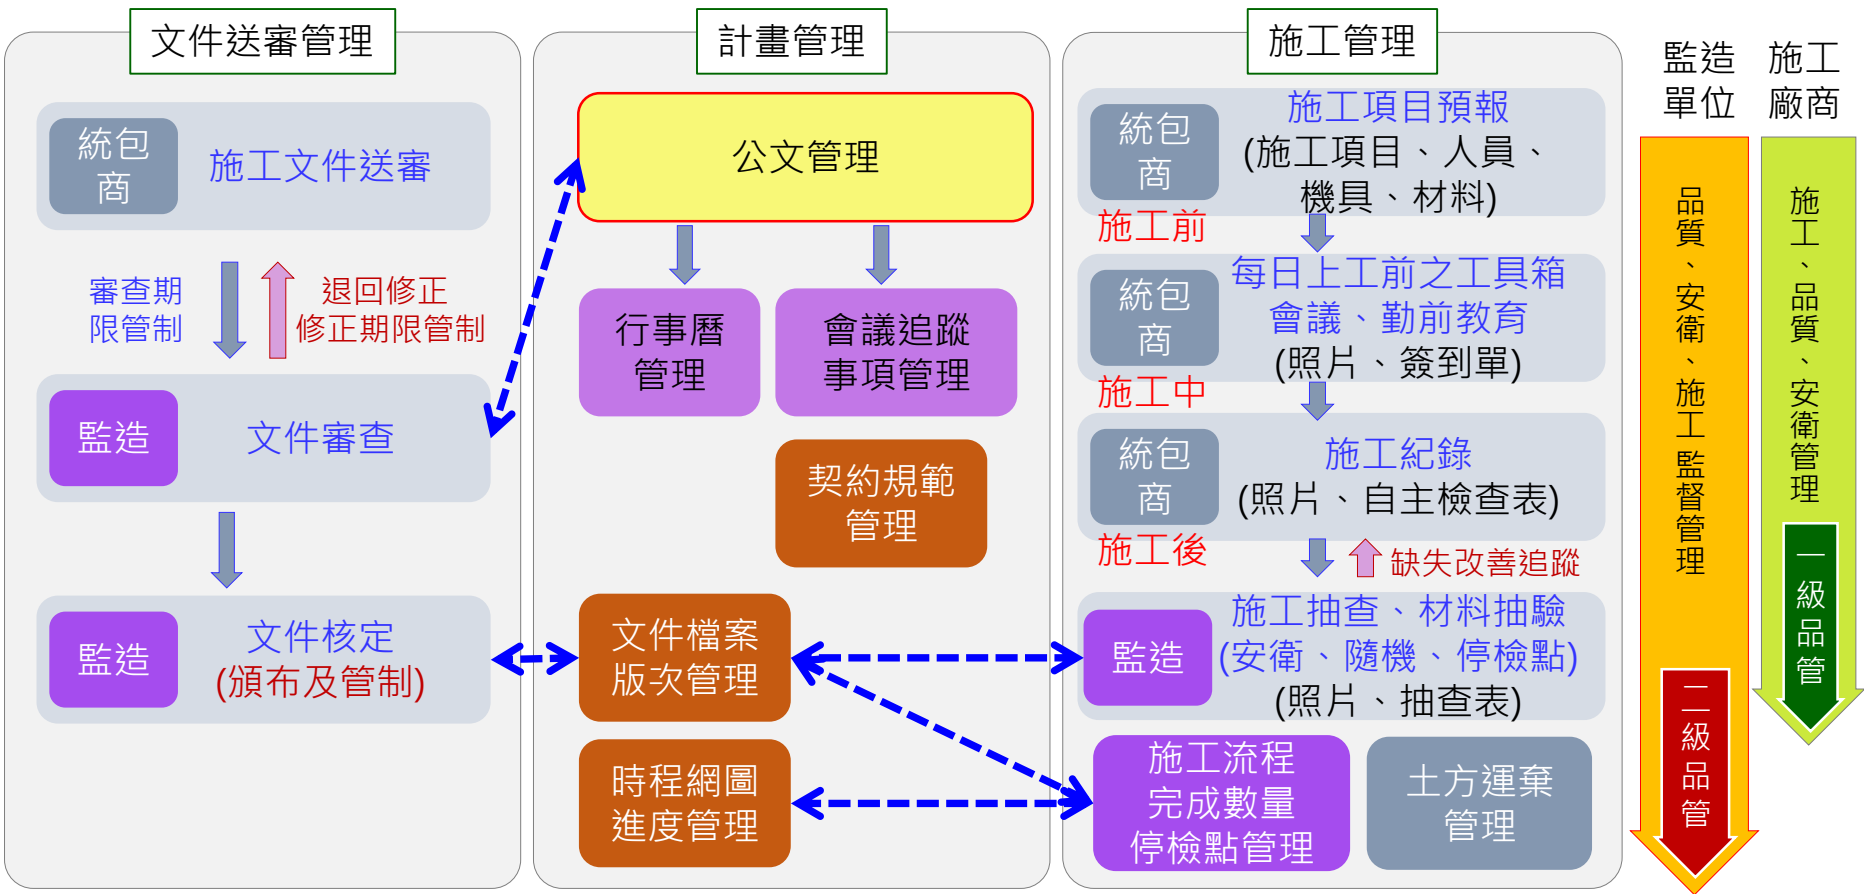 文件送審管理
統包
商
施工文件送審
審查期
限管制
退回修正
修正期限管制
監造
文件審查
監造
文件核定
(頒布及管制)
計畫管理
公文管理
行事曆
管理
會議追蹤
事項管理
契約規範
管理
文件檔案
版次管理
時程網圖
進度管理
施工管理
統包
商
施工項目預報
(施工項目、人員、
機具、材料)
施工前
統包
商
每日上工前之工具箱
會議、勤前教育
(照片、簽到單)
施工中
統包
商
施工紀錄
(照片、自主檢查表)
施工後
缺失改善追蹤
監造
施工抽查、材料抽驗
(安衛、隨機、停檢點)
(照片、抽查表)
施工流程
完成數量
停檢點管理
土方運棄
管理
監造
單位
品質、安衛、施工監督管理
二級品管
施工
廠商
施工、品質、安衛管理
一級品管